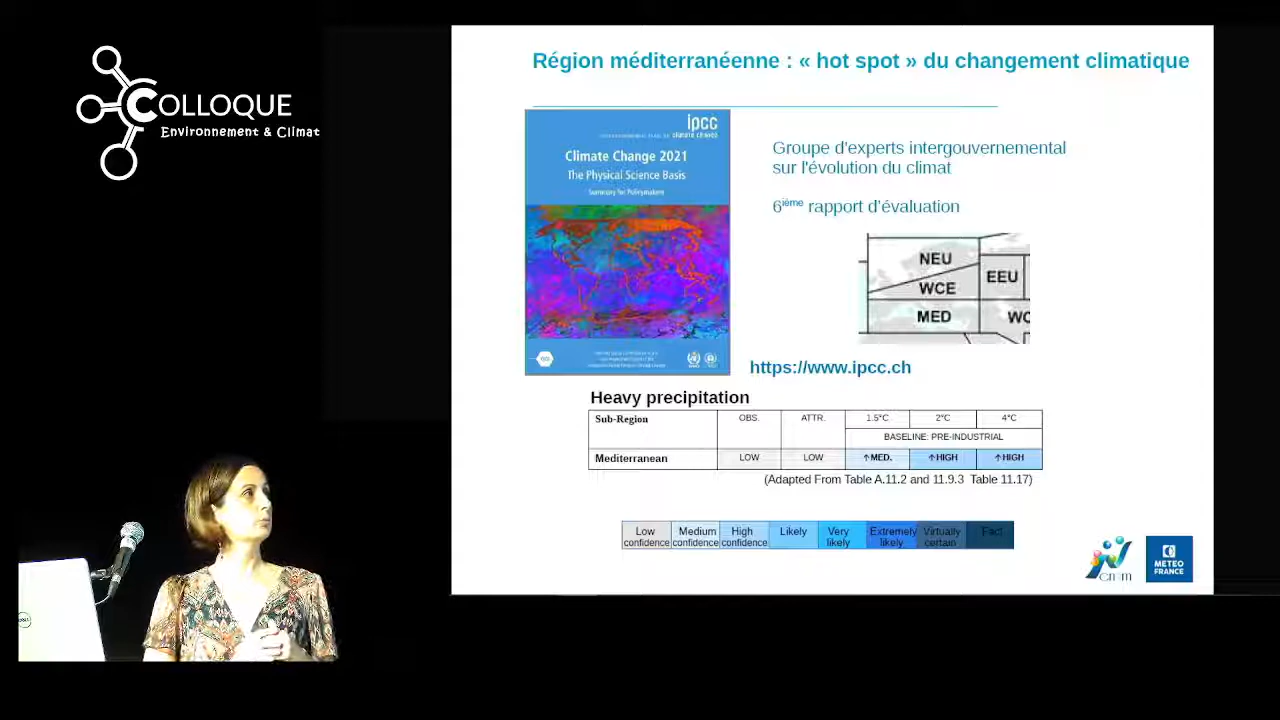 COLLOQUE
Environnement & Climat
Région méditerranéenne : « hot spot » du changement climatique
ipcc
climate change
Climate Change 2021
The Physical Science Basis
Summary for Policymakers
Groupe d'experts intergouvernemental
sur l'évolution du climat
6ième rapport d'évaluation
NEU
WCE
EEU
MED
WC
https://www.ipcc.ch
Heavy precipitation
Sub-Region OBS. ATTR. 1.5°C 2°C 4°C
BASELINE: PRE-INDUSTRIAL
Mediterranean LOW LOW ↑MED. ↑HIGH ↑HIGH
(Adapted From Table A.11.2 and 11.9.3 Table 11.17)
Low confidence
Medium confidence
High confidence
Likely
Very likely
Extremely likely
Virtually certain
Fact
METEO
FRANCE